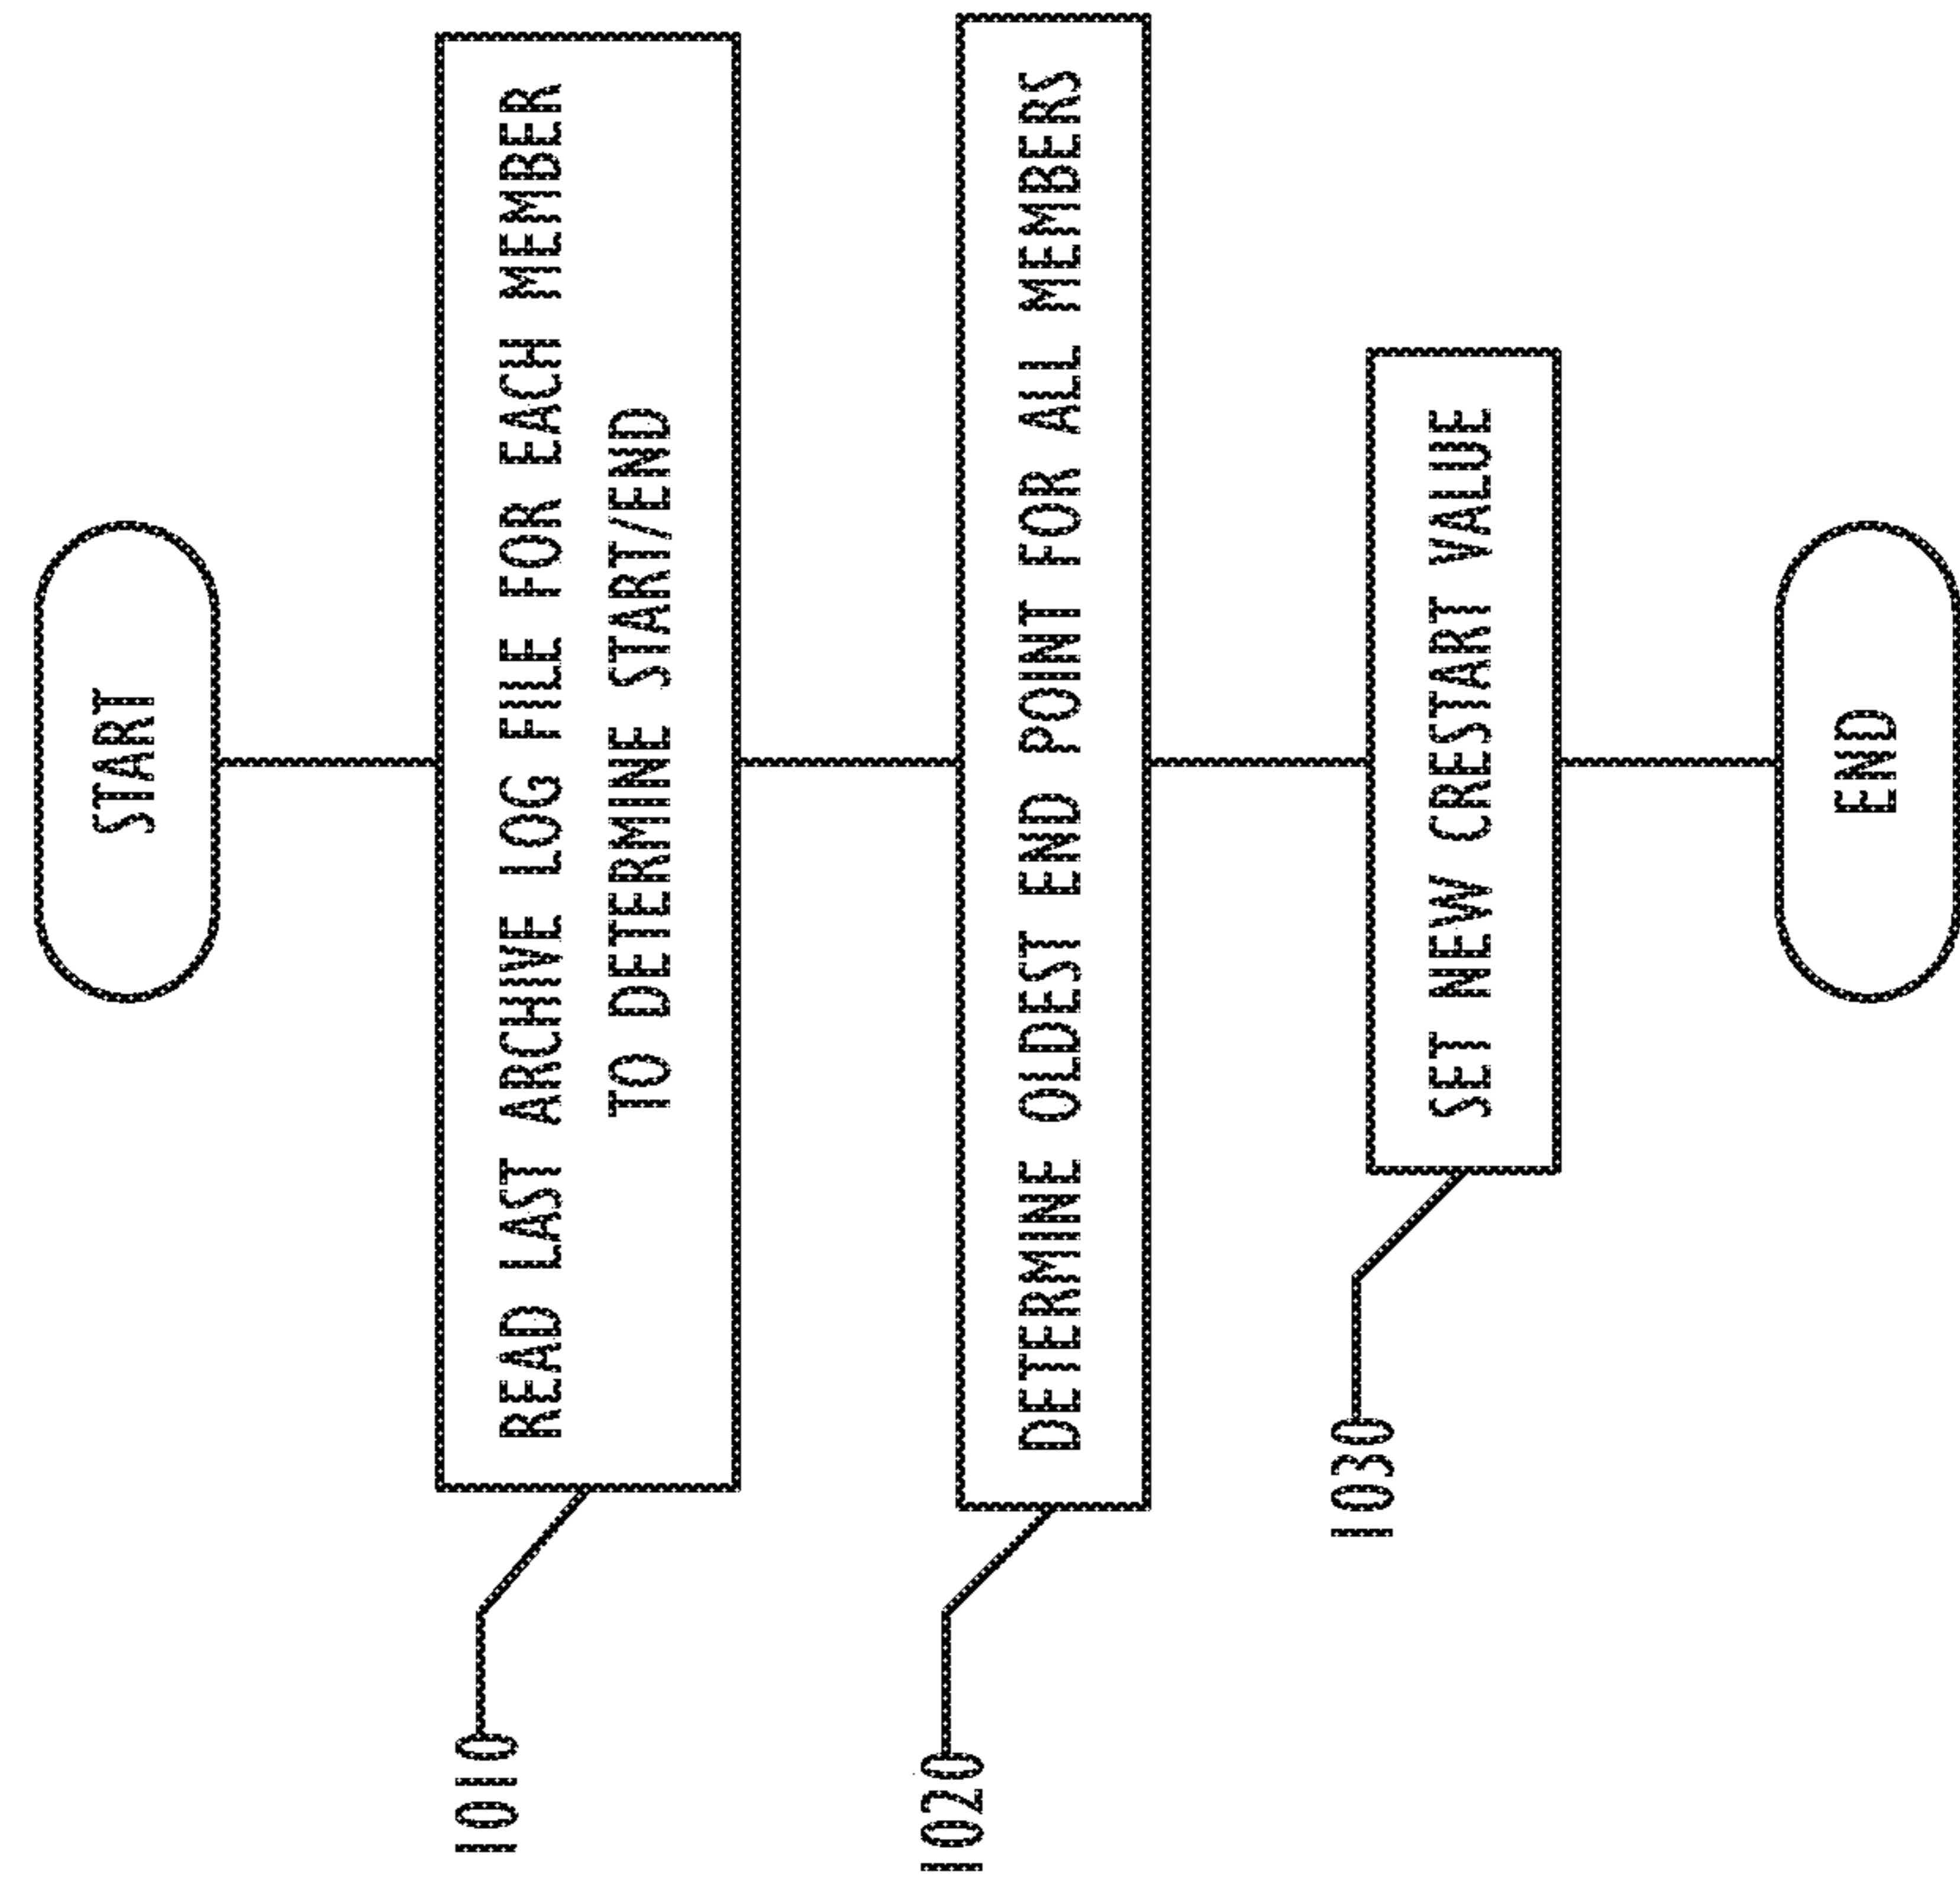 START
1010
READ LAST ARCHIVE LOG FILE FOR EACH MEMBER
TO DETERMINE START/END
1020
DETERMINE OLDEST END POINT FOR ALL MEMBERS
1030
SET NEW CRESTART VALUE
END